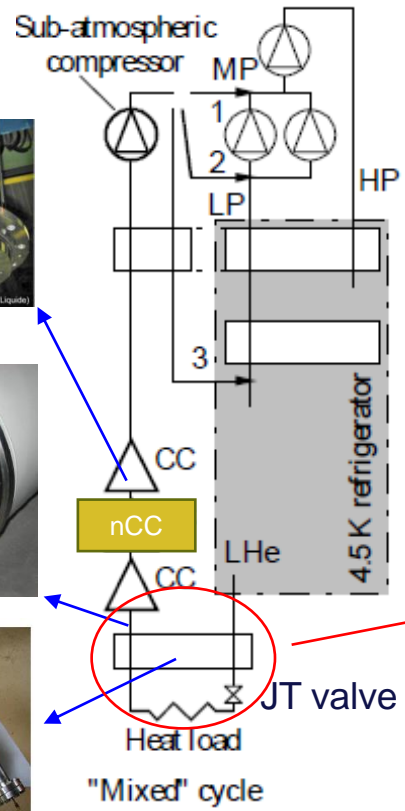 Sub-atmospheric
compressor
MP
1
2
HP
LP
Liquide)
3
4.5 K refrigerator
CC
nCC
LHe
CC
JT valve
Heat load
"Mixed" cycle